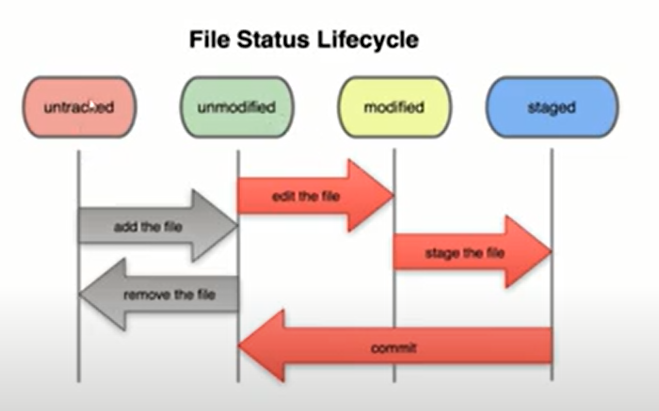 File Status Lifecycle
untracked
unmodified
modified
staged
edit the file
add the file
stage the file
remove the file
commit